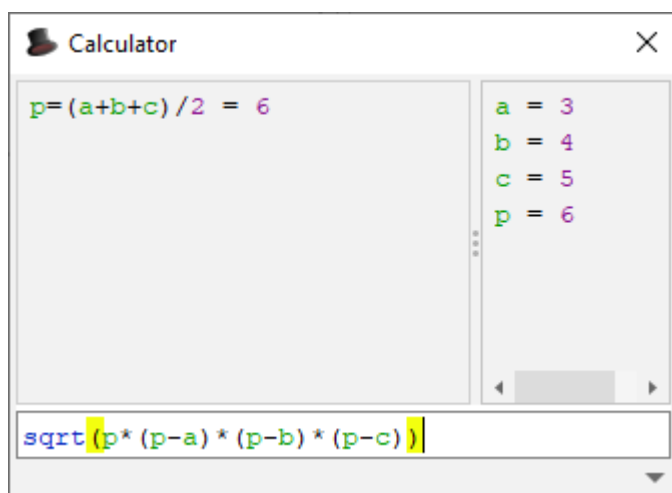 Calculator
p=(a+b+c)/2 = 6
a = 3
b = 4
c = 5
p = 6
sqrt(p*(p-a)*(p-b)*(p-c))